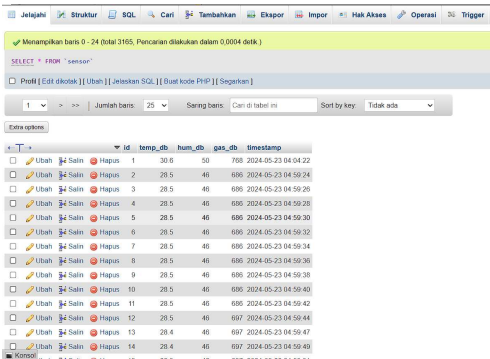 Jelajahi Struktur SQL Cari Tambahkan Ekspor Impor Hak Akses Operasi Trigger
Menampilkan baris 0 - 24 (total 3165, Pencarian dilakukan dalam 0,0004 detik.)
SELECT * FROM `sensor`
Profil [ Edit dikotak ] [ Ubah ] [ Jelaskan SQL ] [ Buat kode PHP ] [ Segarkan ]
1 > >> Jumlah baris: 25 Saring baris: Cari di tabel ini Sort by key: Tidak ada
Extra options
←T→ id temp_db hum_db gas_db timestamp
Ubah Salin Hapus 1 30.6 50 768 2024-05-23 04:04:22
Ubah Salin Hapus 2 28.5 46 686 2024-05-23 04:59:24
Ubah Salin Hapus 3 28.5 46 686 2024-05-23 04:59:26
Ubah Salin Hapus 4 28.5 46 686 2024-05-23 04:59:28
Ubah Salin Hapus 5 28.5 46 686 2024-05-23 04:59:30
Ubah Salin Hapus 6 28.5 46 686 2024-05-23 04:59:32
Ubah Salin Hapus 7 28.5 46 686 2024-05-23 04:59:34
Ubah Salin Hapus 8 28.5 46 686 2024-05-23 04:59:36
Ubah Salin Hapus 9 28.5 46 686 2024-05-23 04:59:38
Ubah Salin Hapus 10 28.5 46 686 2024-05-23 04:59:40
Ubah Salin Hapus 11 28.5 46 686 2024-05-23 04:59:42
Ubah Salin Hapus 12 28.5 46 697 2024-05-23 04:59:44
Ubah Salin Hapus 13 28.4 46 697 2024-05-23 04:59:47
Ubah Salin Hapus 14 28.4 46 697 2024-05-23 04:59:49
Konsol